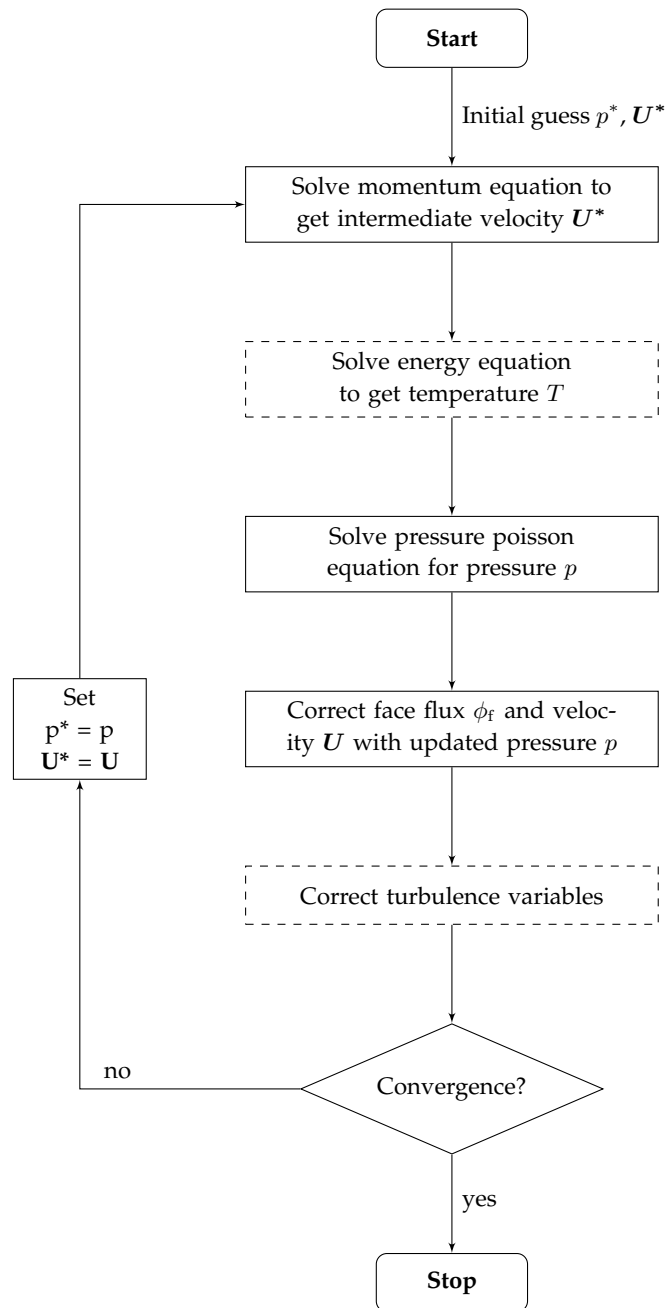 Start
Initial guess p*, U*
Solve momentum equation to
get intermediate velocity U*
Solve energy equation
to get temperature T
Solve pressure poisson
equation for pressure p
Set
p* = p
U* = U
Correct face flux ϕf and veloc-
ity U with updated pressure p
Correct turbulence variables
no
Convergence?
yes
Stop